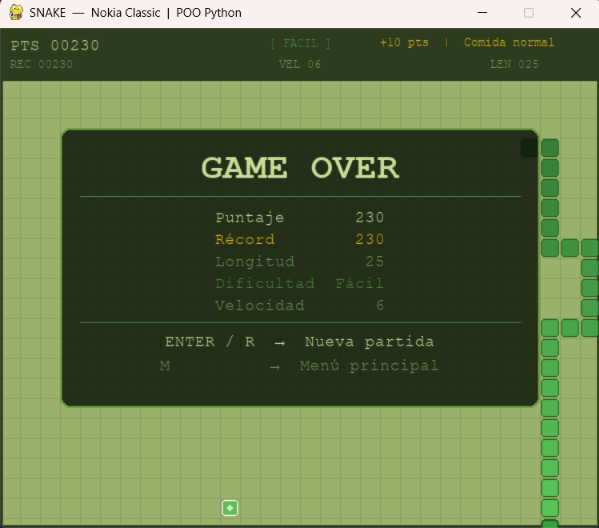 SNAKE — Nokia Classic | POO Python
PTS 00230 [ FÁCIL ] +10 pts | Comida normal
REC 00230 VEL 06 LEN 025
GAME OVER
Puntaje 230
Récord 230
Longitud 25
Dificultad Fácil
Velocidad 6
ENTER / R → Nueva partida
M → Menú principal